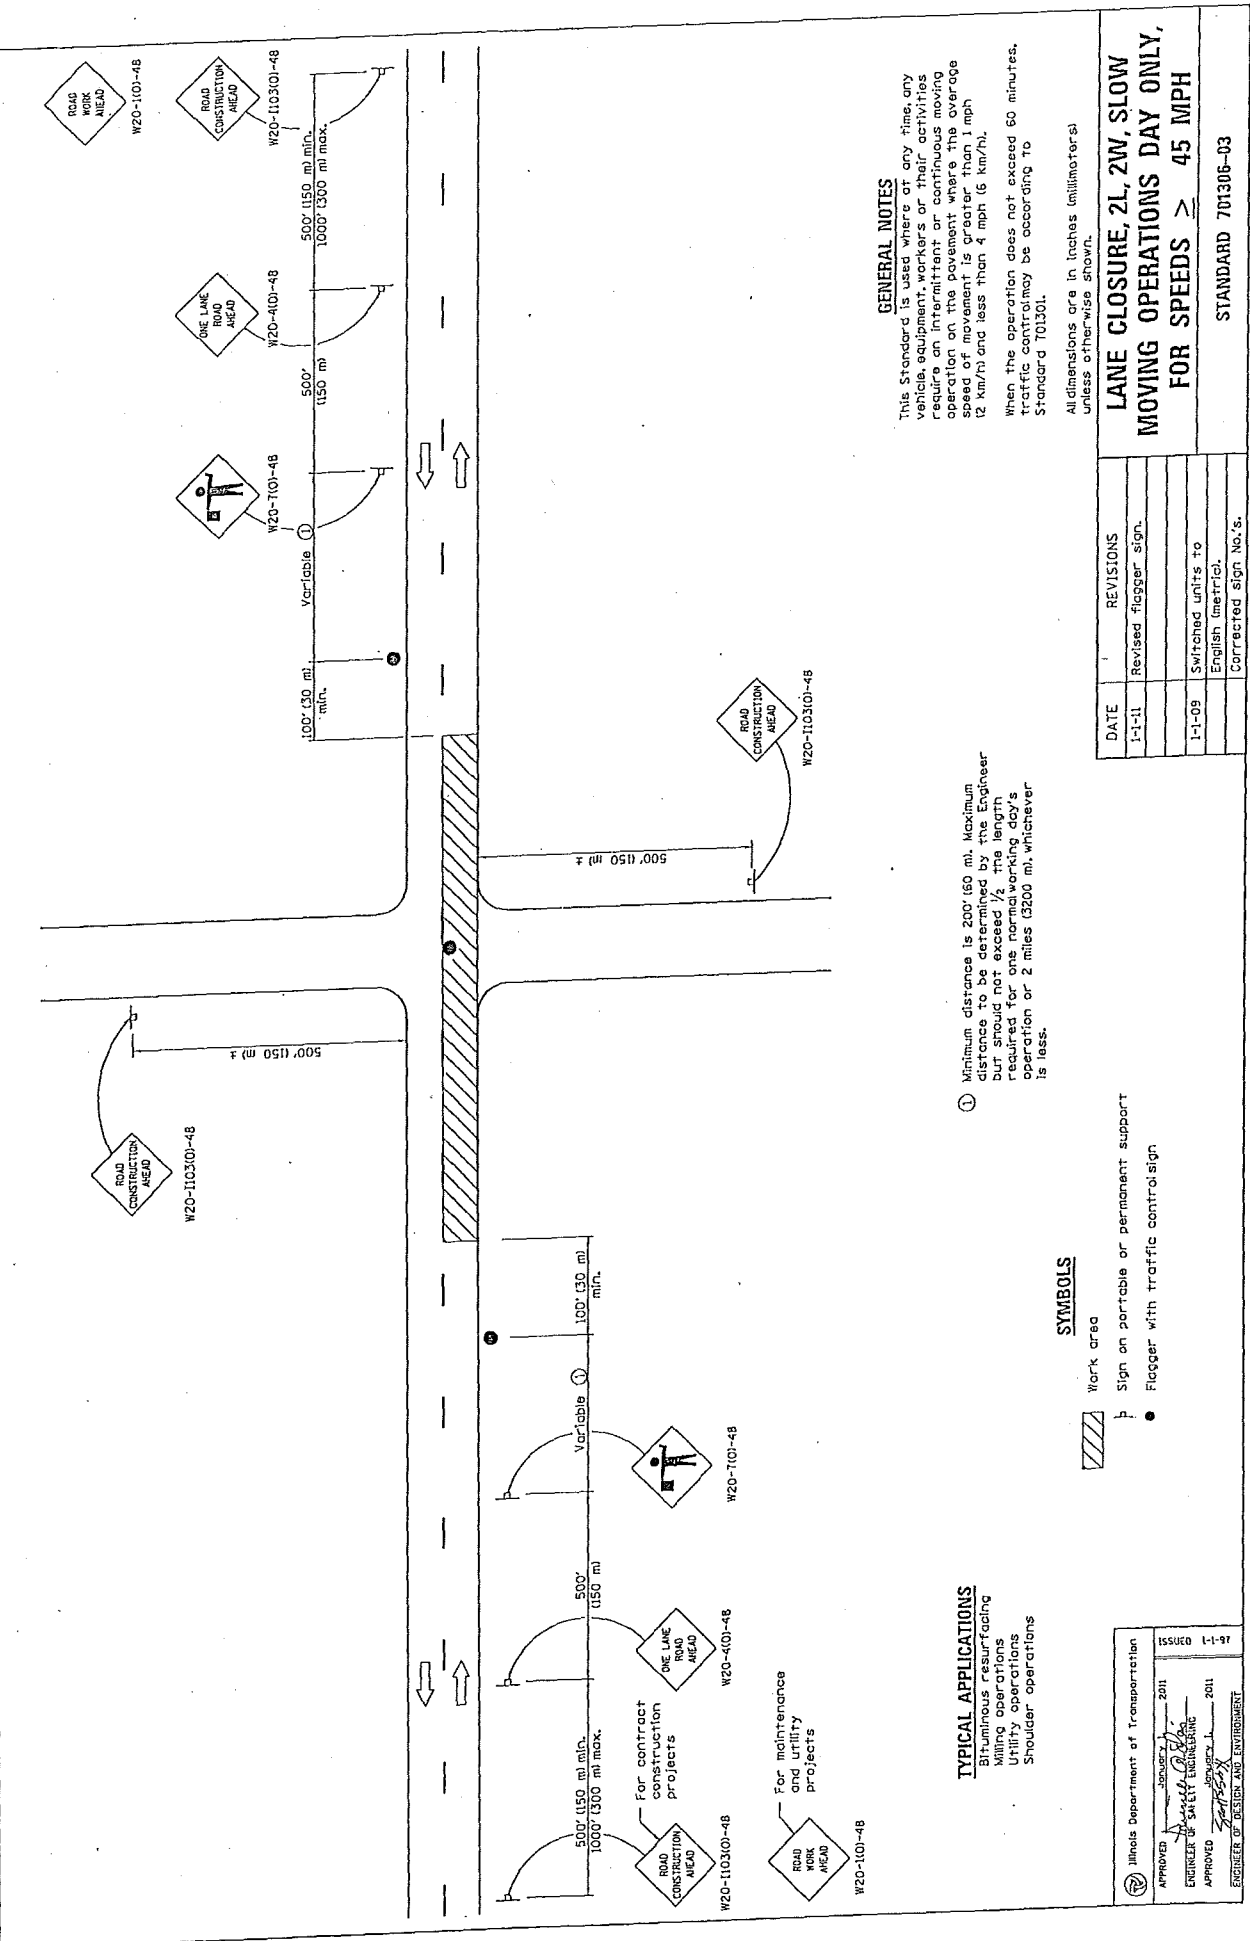 ROAD
WORK
AHEAD
W20-1(O)-48
ROAD
CONSTRUCTION
AHEAD
W20-I103(O)-48
500' (150 m) min.
1000' (300 m) max.
ONE LANE
ROAD
AHEAD
W20-4(O)-48
500'
(150 m)
W20-7(O)-48
Variable ①
100' (30 m)
min.
ROAD
CONSTRUCTION
AHEAD
W20-I103(O)-48
500' (150 m) ±
ROAD
CONSTRUCTION
AHEAD
W20-I103(O)-48
500' (150 m) ±
100' (30 m)
min.
Variable ①
W20-7(O)-48
500'
(150 m)
ONE LANE
ROAD
AHEAD
W20-4(O)-48
500' (150 m) min.
1000' (300 m) max.
For contract
construction
projects
ROAD
CONSTRUCTION
AHEAD
W20-I103(O)-48
For maintenance
and utility
projects
ROAD
WORK
AHEAD
W20-1(O)-48
TYPICAL APPLICATIONS
Bituminous resurfacing
Milling operations
Utility operations
Shoulder operations
SYMBOLS
Work area
Sign on portable or permanent support
Flagger with traffic control sign
① Minimum distance is 200' (60 m). Maximum
distance to be determined by the Engineer
but should not exceed 1/2 the length
required for one normal working day's
operation or 2 miles (3200 m), whichever
is less.
GENERAL NOTES
This Standard is used where at any time, any
vehicle, equipment, workers or their activities
require an intermittent or continuous moving
operation on the pavement where the average
speed of movement is greater than 1 mph
(2 km/h) and less than 4 mph (6 km/h).
When the operation does not exceed 60 minutes,
traffic control may be according to
Standard 701301.
All dimensions are in inches (millimeters)
unless otherwise shown.
Illinois Department of Transportation
APPROVED January 1, 2011
ENGINEER OF SAFETY ENGINEERING
APPROVED January 1, 2011
ENGINEER OF DESIGN AND ENVIRONMENT
ISSUED 1-1-97
DATE REVISIONS
1-1-11 Revised flagger sign.
1-1-09 Switched units to
English (metric).
Corrected sign No.'s.
LANE CLOSURE, 2L, 2W, SLOW
MOVING OPERATIONS DAY ONLY,
FOR SPEEDS ≥ 45 MPH
STANDARD 701306-03